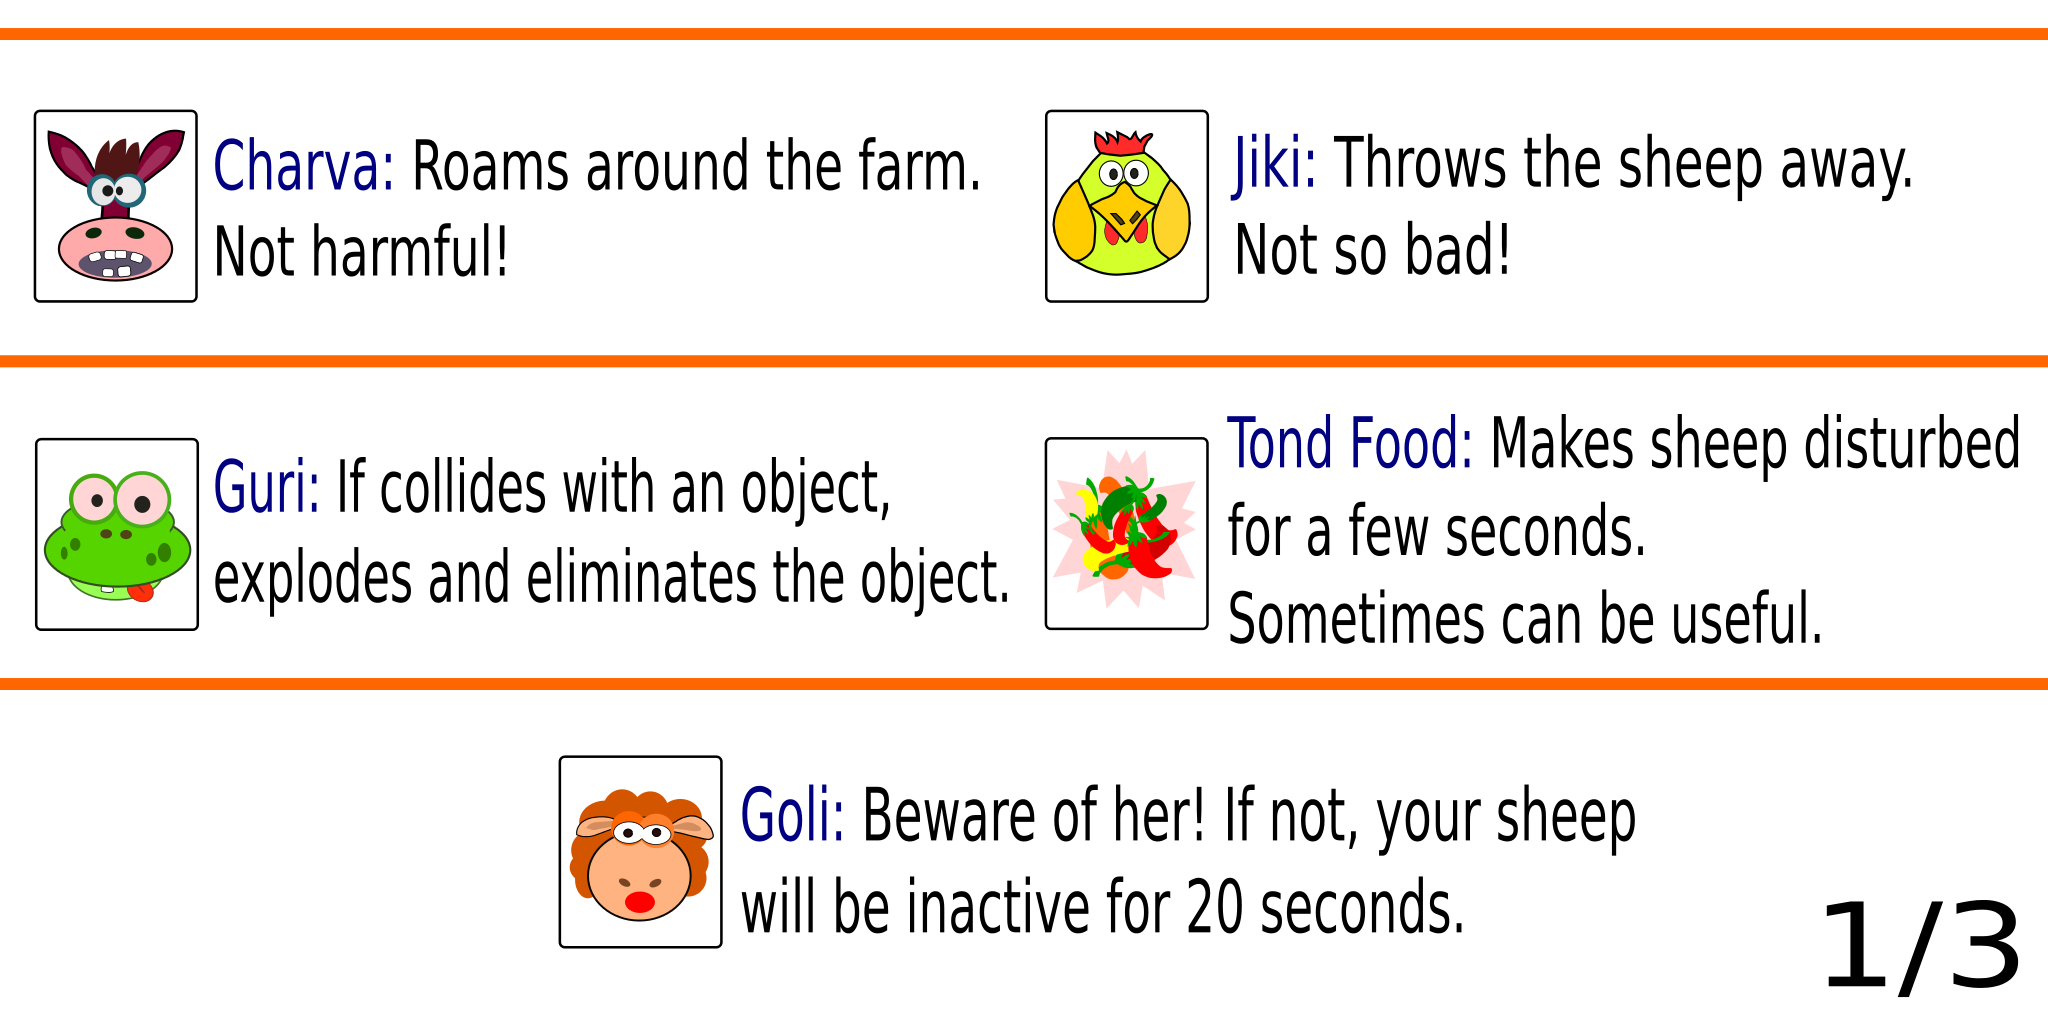 Charva: Roams around the farm.
Not harmful!
Jiki: Throws the sheep away.
Not so bad!
Guri: If collides with an object,
explodes and eliminates the object.
Tond Food: Makes sheep disturbed
for a few seconds.
Sometimes can be useful.
Goli: Beware of her! If not, your sheep
will be inactive for 20 seconds.
1/3